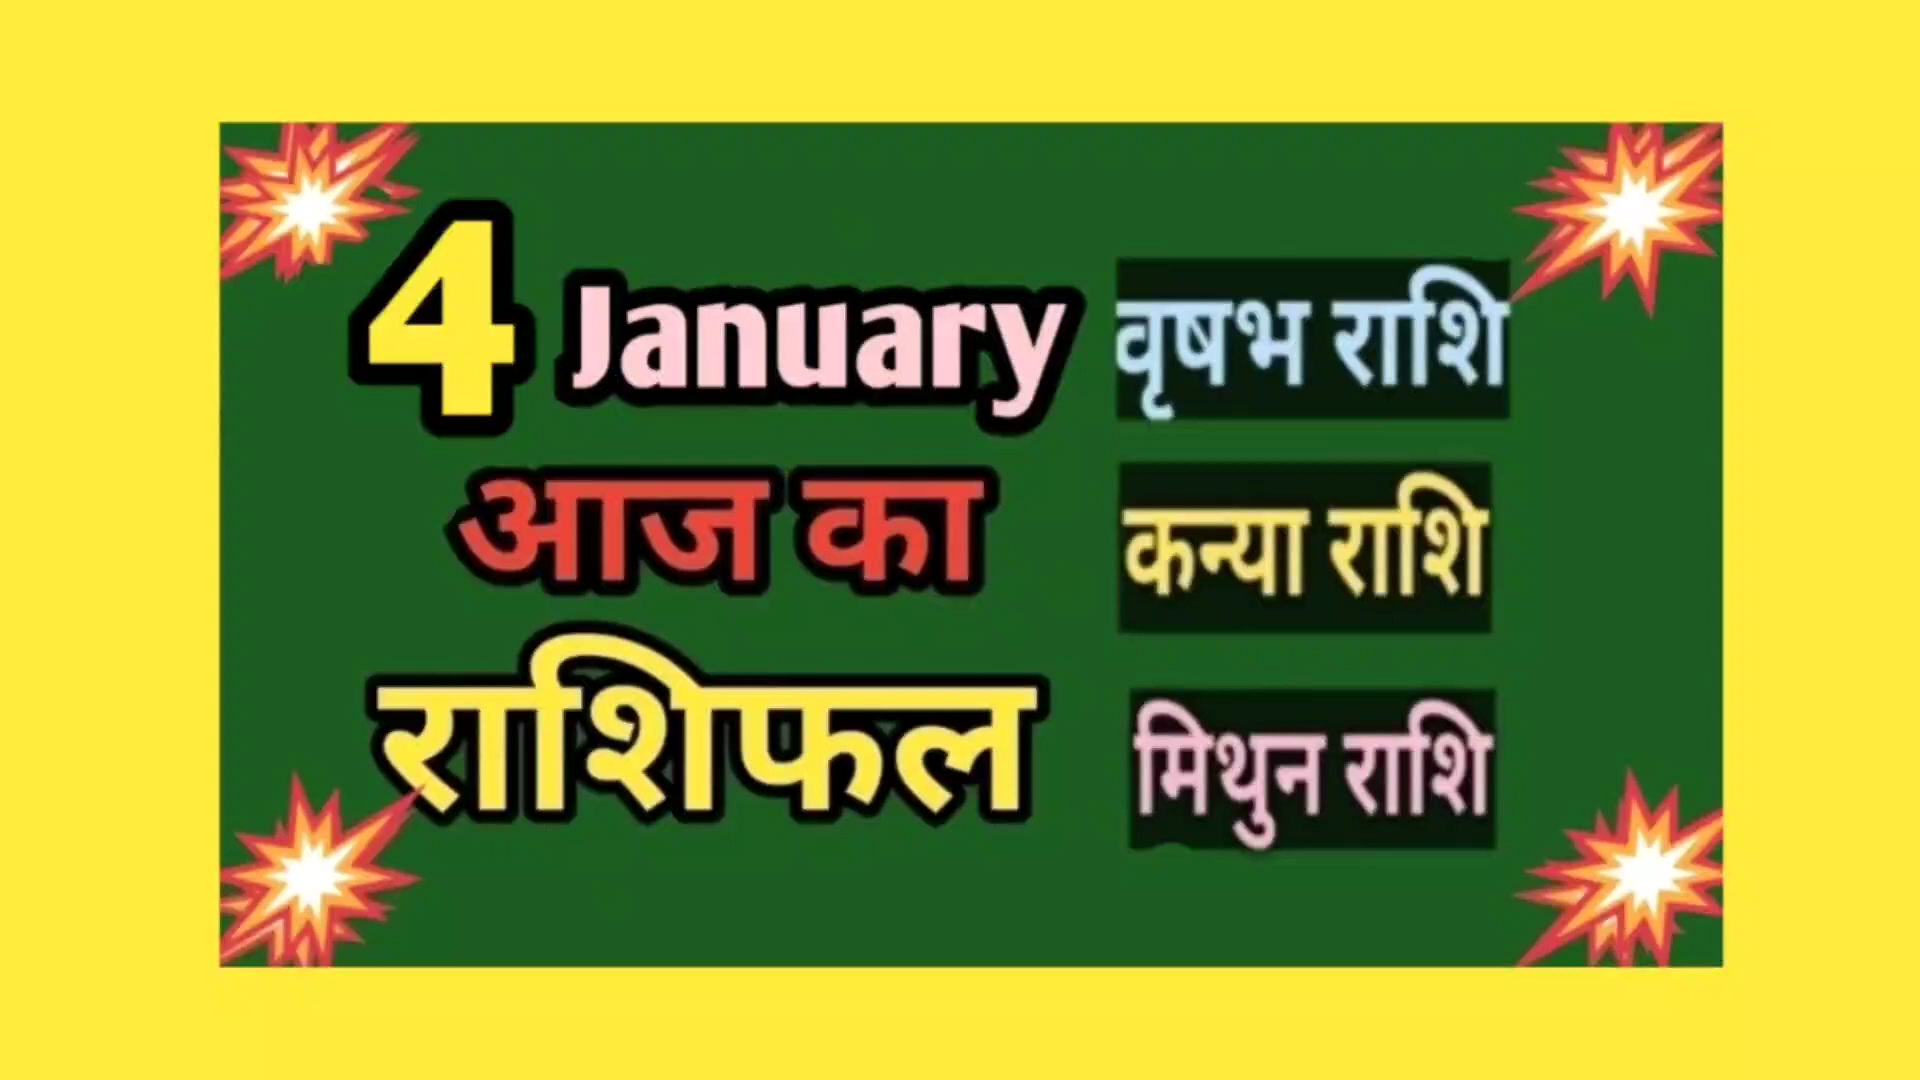 4 January
आज का
राशिफल
वृषभ राशि
कन्या राशि
मिथुन राशि